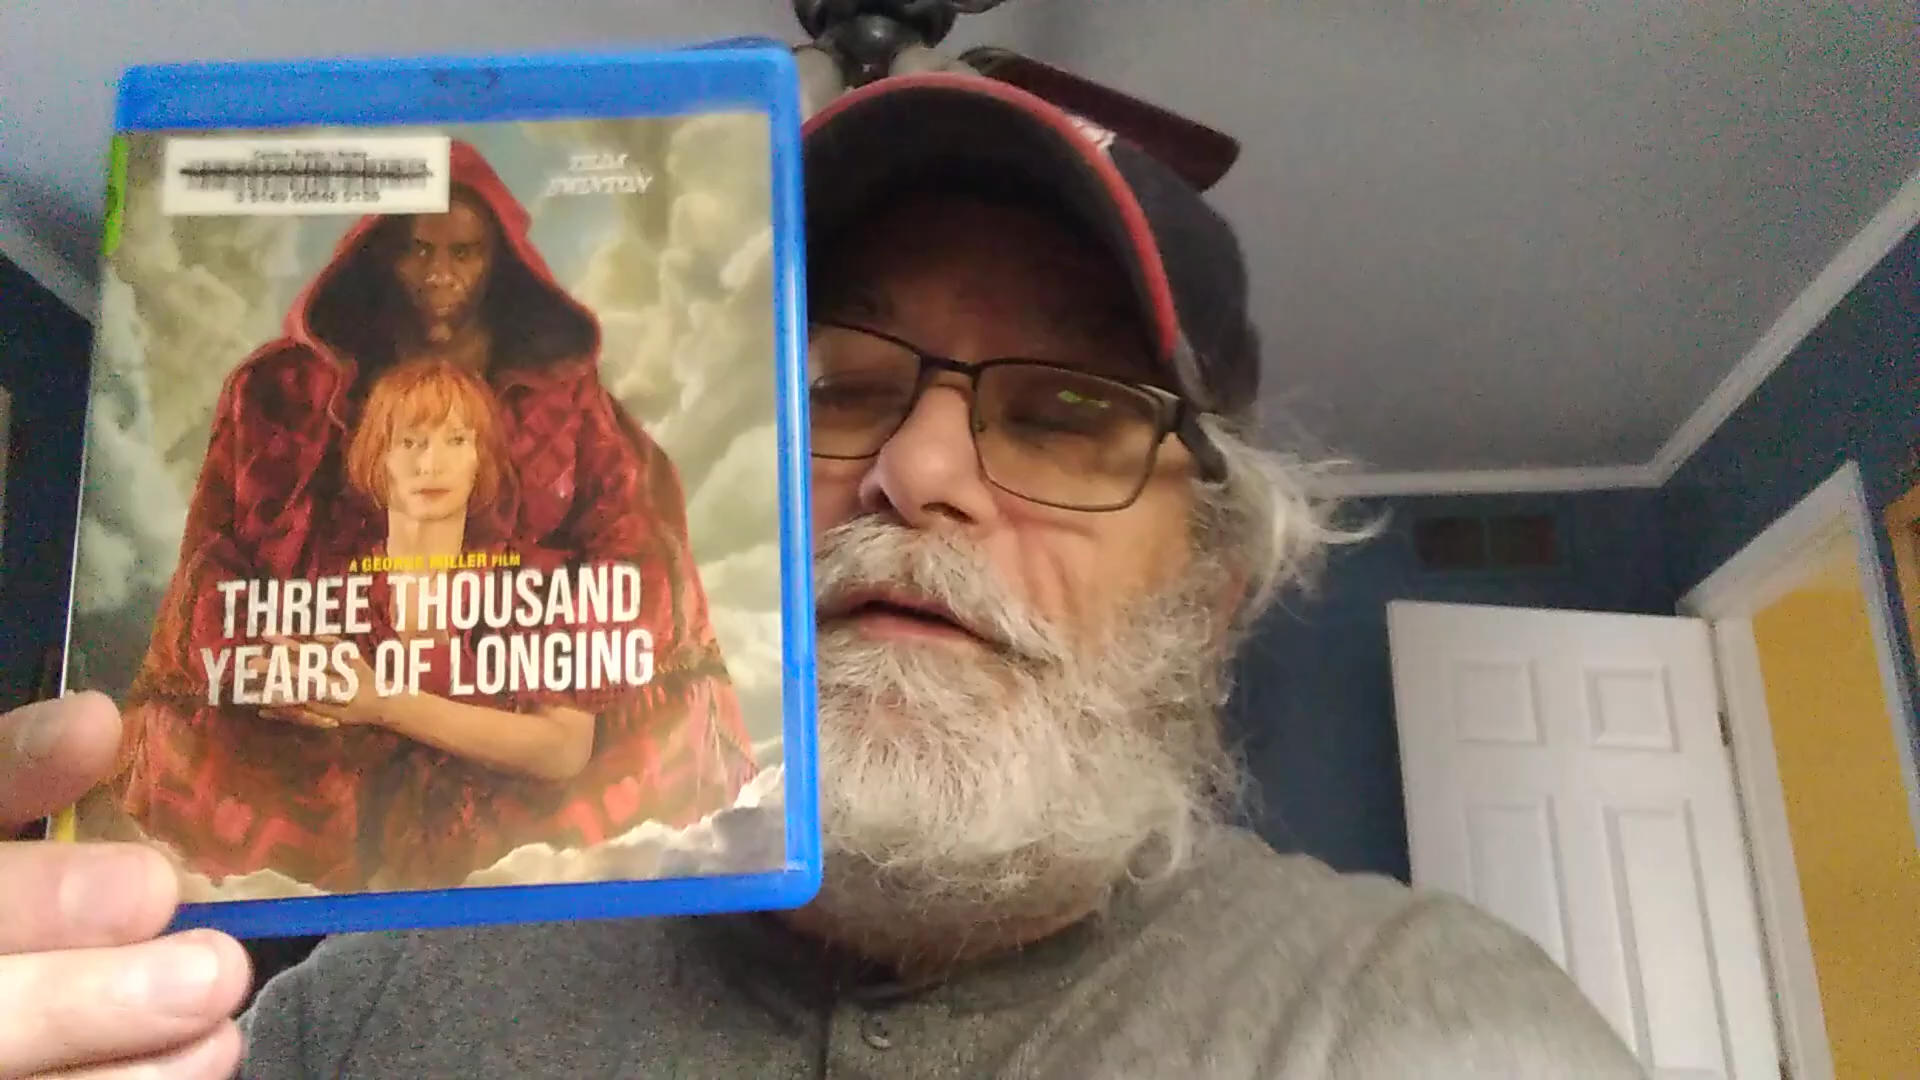 TILDA
SWINTON
A GEORGE MILLER FILM
THREE THOUSAND
YEARS OF LONGING